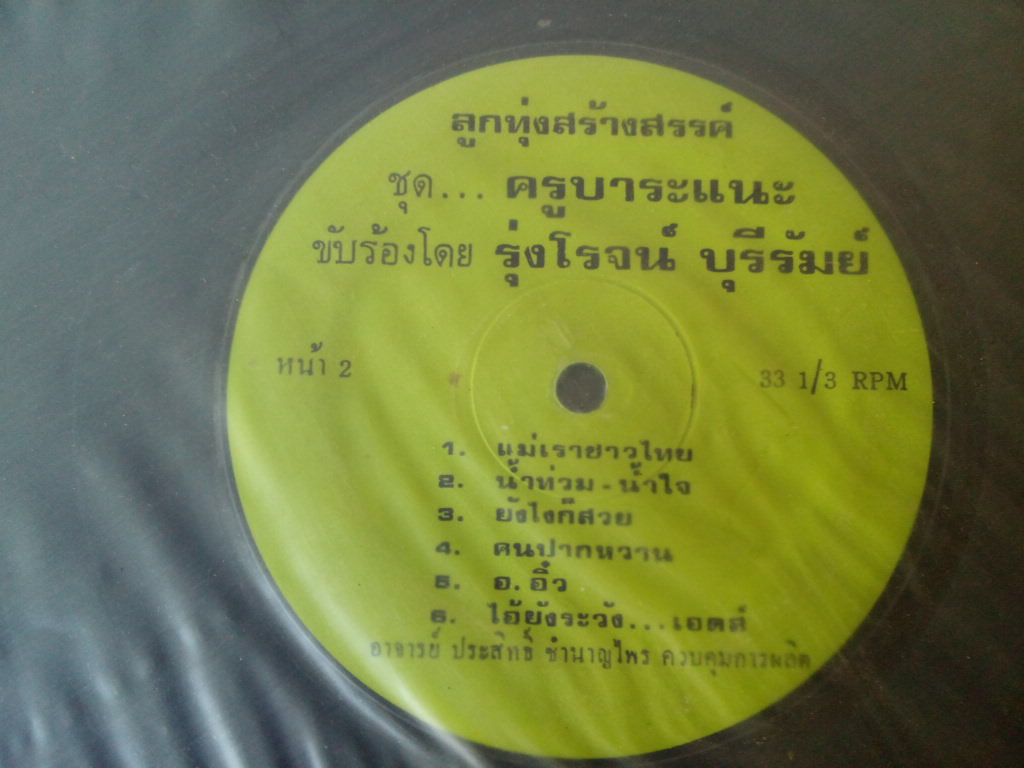 ลูกทุ่งสร้างสรรค์
ชุด... ครูบาระแนะ
ขับร้องโดย รุ่งโรจน์ บุรีรัมย์
หน้า 2
33 1/3 RPM
1. แม่เราชาวไทย
2. น้ำท่วม - น้ำใจ
3. ยังไงก็สวย
4. คนปากหวาน
5. อ. อิ๋ว
6. ไอ้ยังระวัง...เอดส์
อาจารย์ ประสิทธิ์ ชำนาญไพร ควบคุมการผลิต